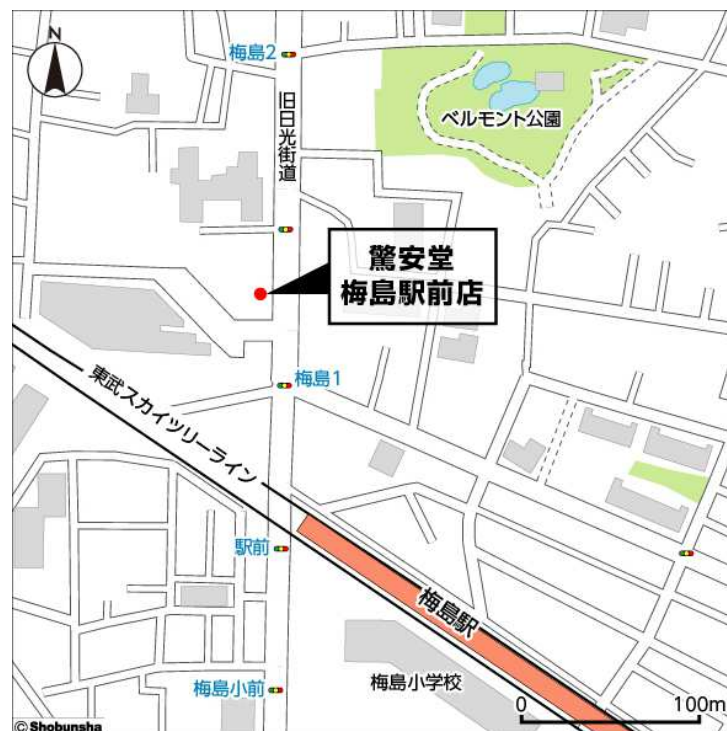 N
梅島2
旧日光街道
ベルモント公園
驚安堂
梅島駅前店
梅島1
東武スカイツリーライン
駅前
梅島駅
梅島小前
梅島小学校
0 100m
© Shobunsha